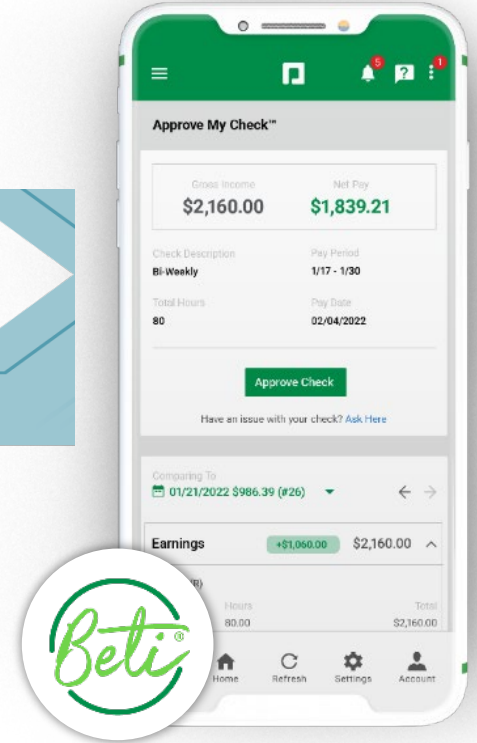 5
?
1
Approve My Check™
Gross Income Net Pay
$2,160.00 $1,839.21
Check Description Pay Period
Bi-Weekly 1/17 - 1/30
Total Hours Pay Date
80 02/04/2022
Approve Check
Have an issue with your check? Ask Here
Comparing To
01/21/2022 $986.39 (#26)
Earnings +$1,060.00 $2,160.00
Hours Total
80.00 $2,160.00
Beti®
Home Refresh Settings Account